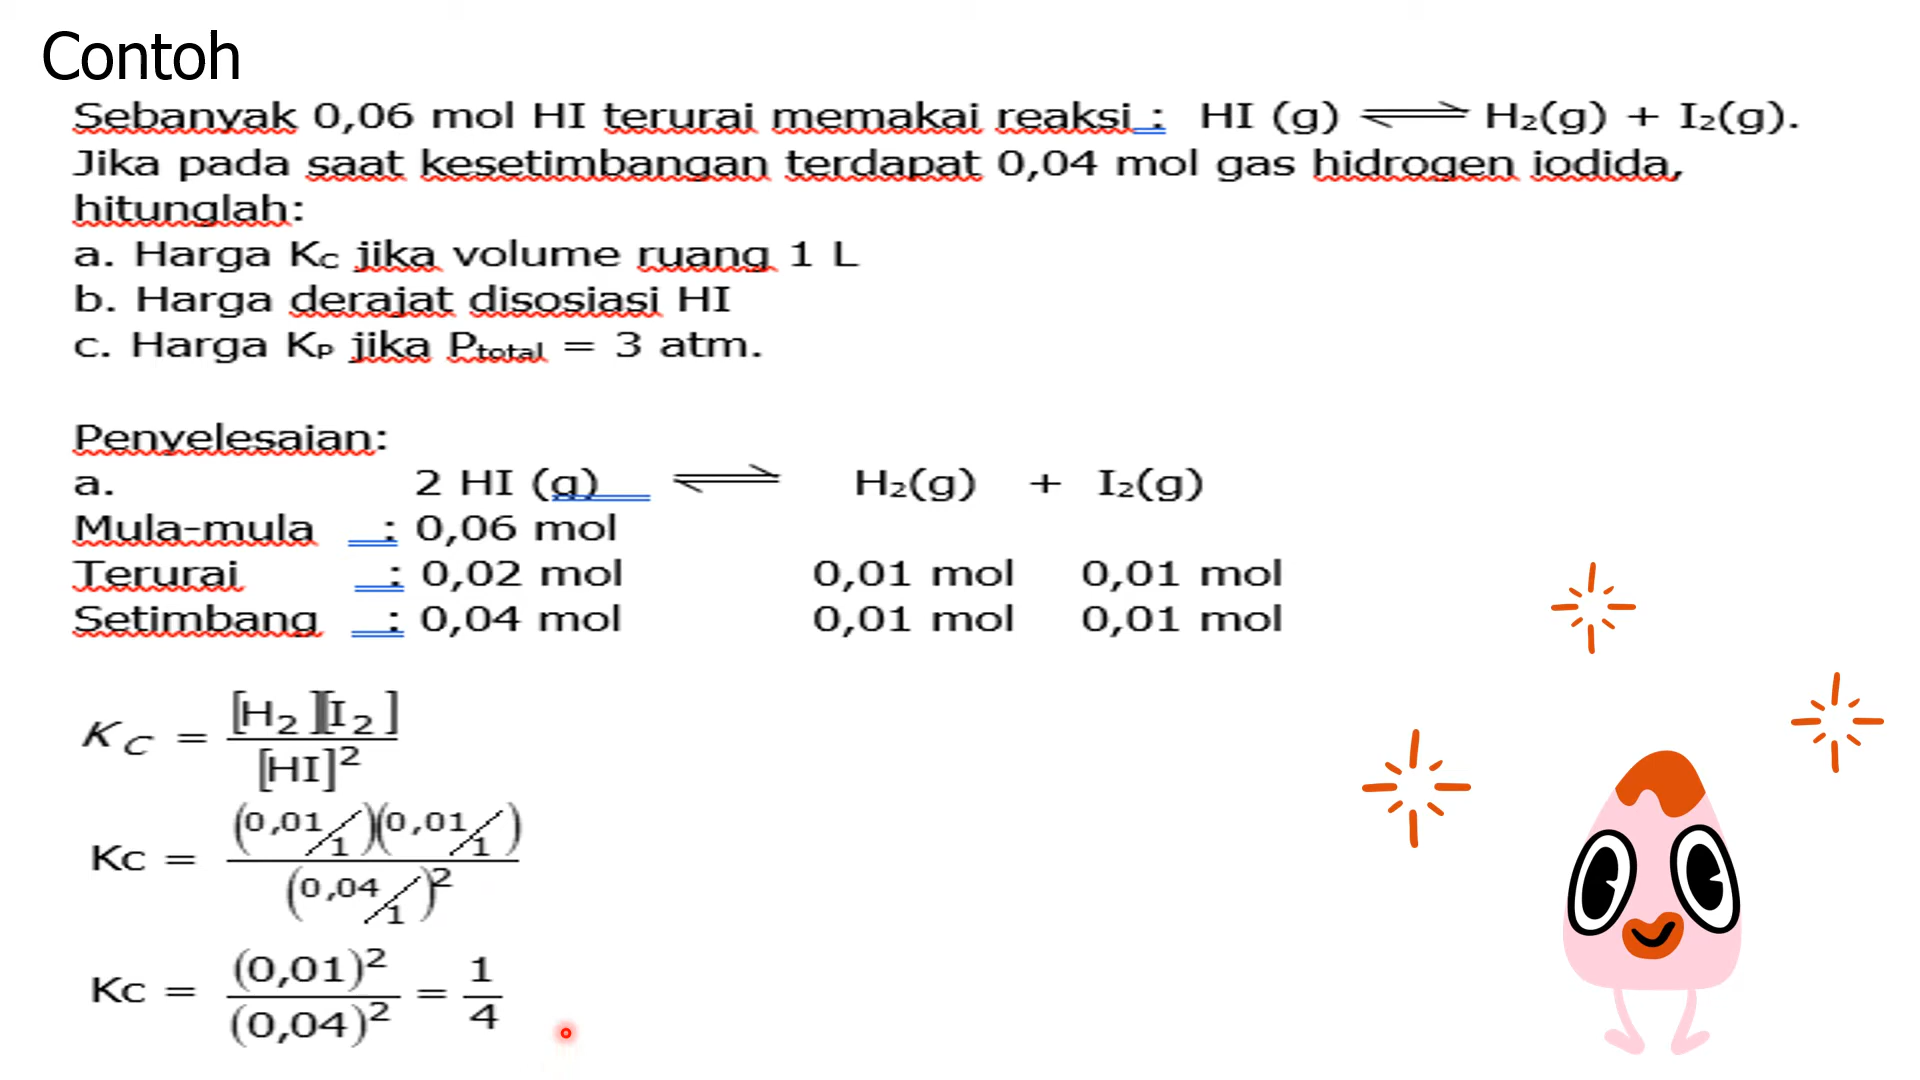 Contoh
Sebanyak 0,06 mol HI terurai memakai reaksi : HI (g) ⇌ H₂(g) + I₂(g).
Jika pada saat kesetimbangan terdapat 0,04 mol gas hidrogen iodida,
hitunglah:
a. Harga Kc jika volume ruang 1 L
b. Harga derajat disosiasi HI
c. Harga KP jika Ptotal = 3 atm.
Penyelesaian:
a. 2 HI (g) ⇌ H₂(g) + I₂(g)
Mula-mula : 0,06 mol
Terurai : 0,02 mol 0,01 mol 0,01 mol
Setimbang : 0,04 mol 0,01 mol 0,01 mol
K_C = [H₂][I₂] / [HI]²
Kc = (0,01/1)(0,01/1) / (0,04/1)²
Kc = (0,01)² / (0,04)² = 1/4